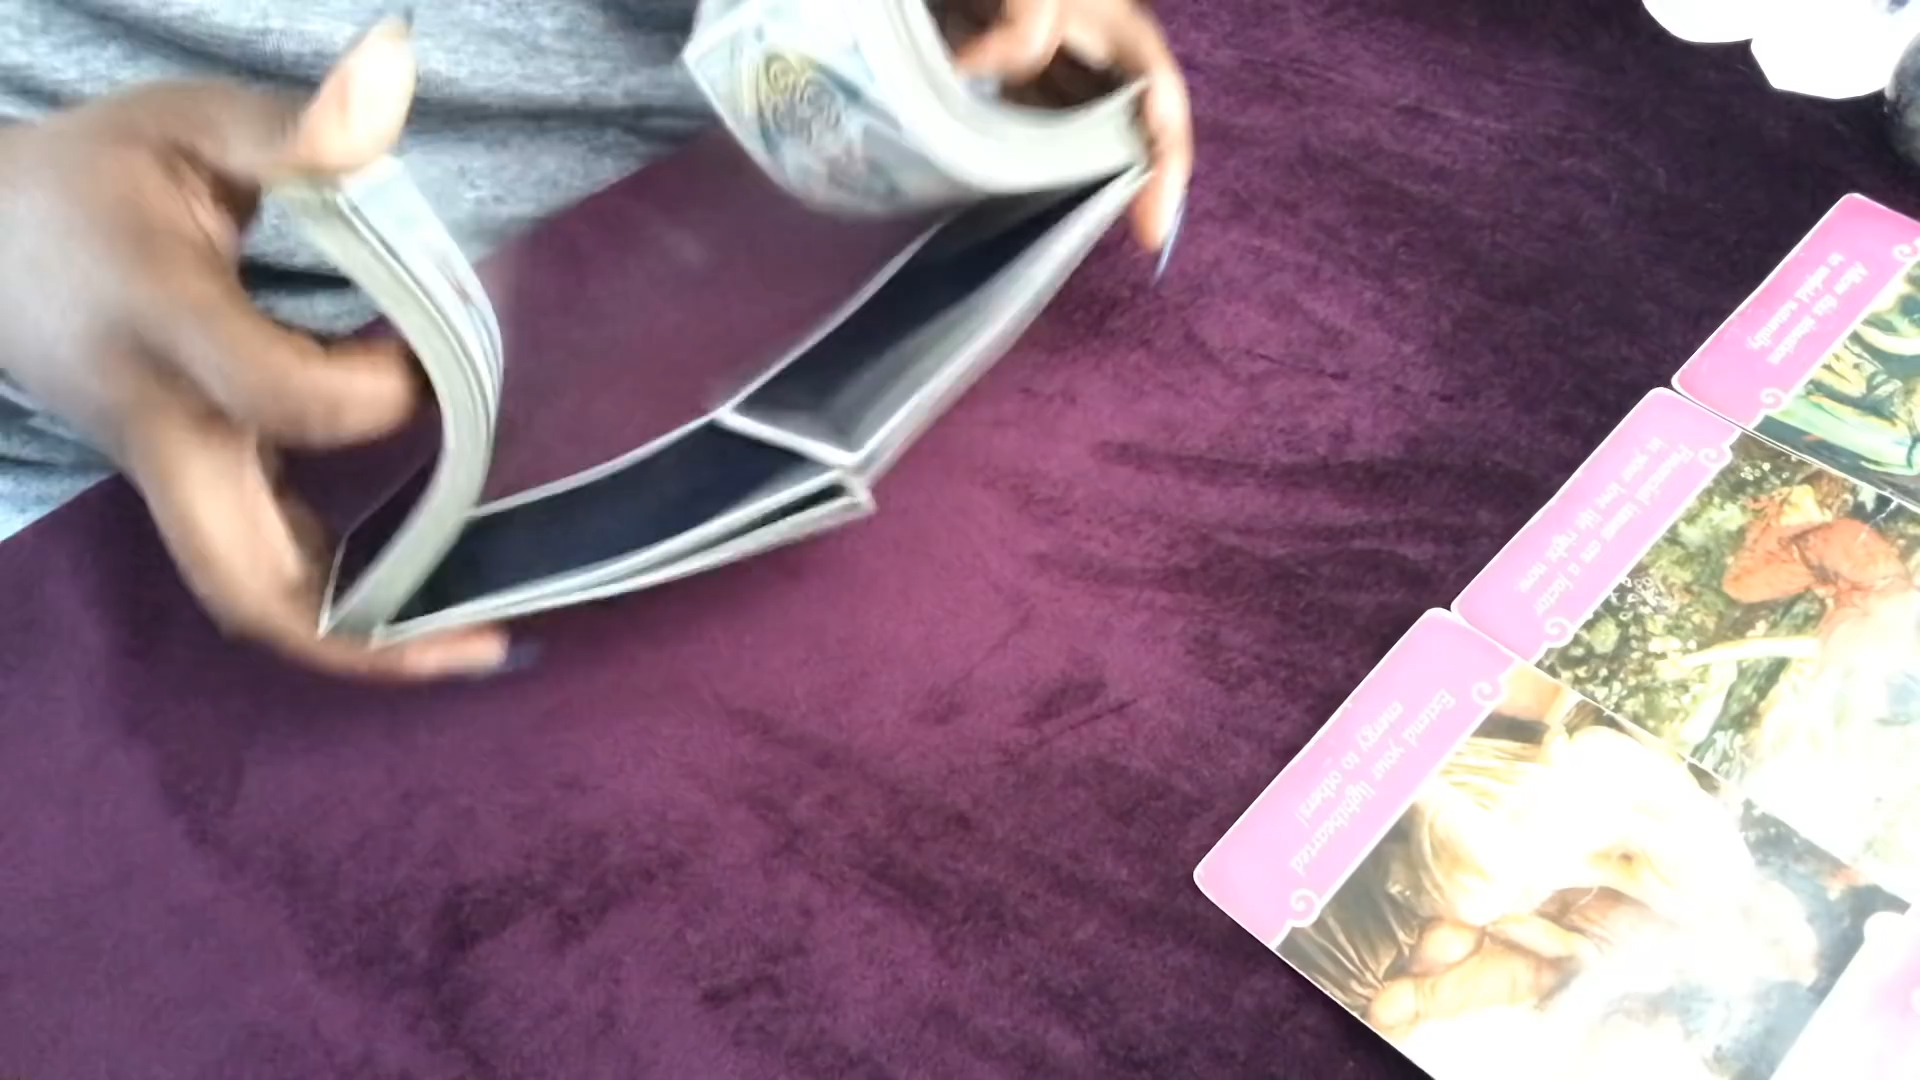 Allow this situation
to unfold naturally.
Financial issues are a factor
in your love life right now.
Extend your lighthearted
energy to others!